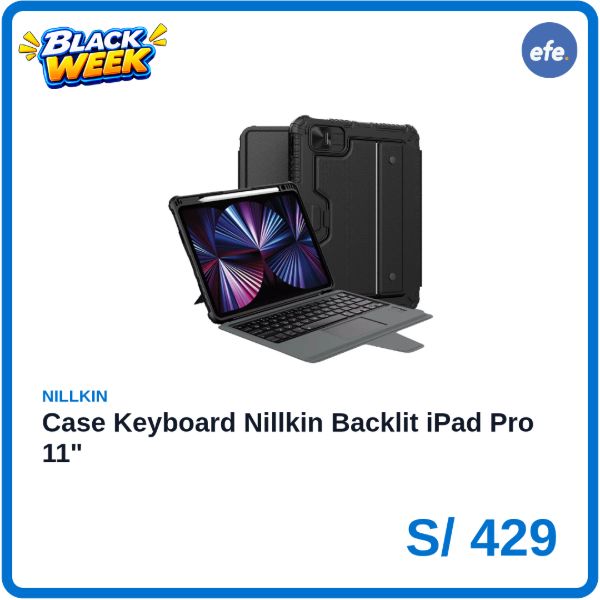 BLACK
WEEK
efe.
NILLKIN
Case Keyboard Nillkin Backlit iPad Pro
11"
S/ 429